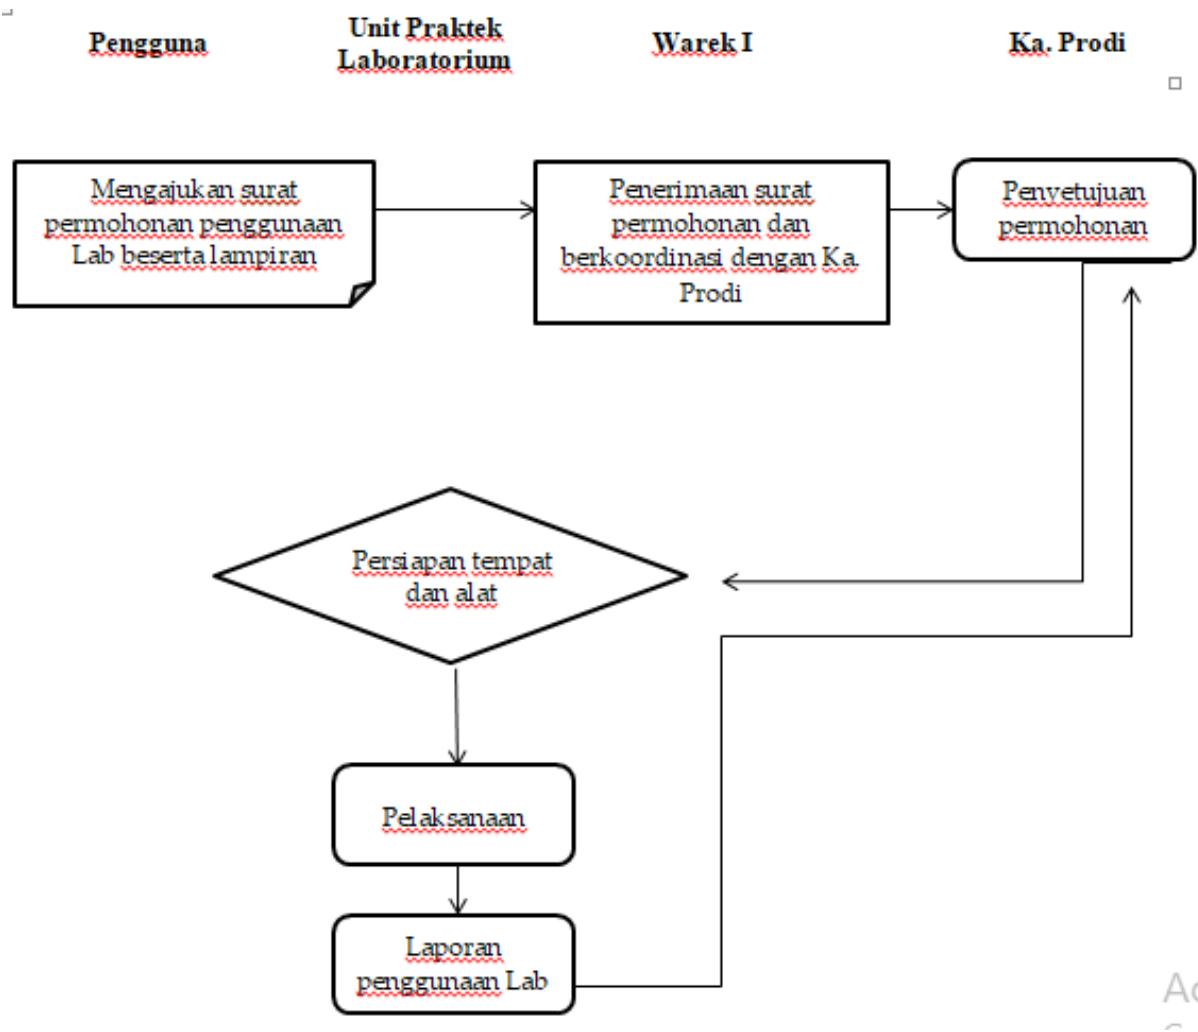 Pengguna
Unit Praktek
Laboratorium
Warek I
Ka. Prodi
Mengajukan surat
permohonan penggunaan
Lab beserta lampiran
Penerimaan surat
permohonan dan
berkoordinasi dengan Ka.
Prodi
Penyetujuan
permohonan
Persiapan tempat
dan alat
Pelaksanaan
Laporan
penggunaan Lab